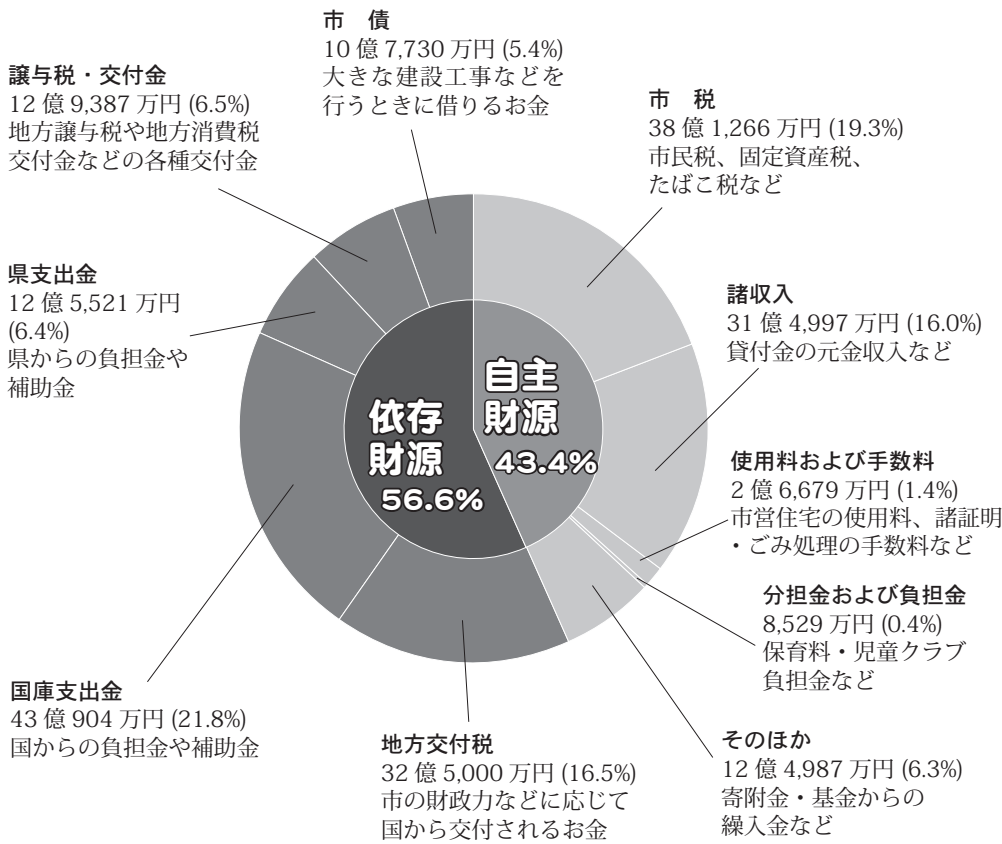 市　債
10 億 7,730 万円 (5.4%)
大きな建設工事などを
行うときに借りるお金
譲与税・交付金
12 億 9,387 万円 (6.5%)
地方譲与税や地方消費税
交付金などの各種交付金
市　税
38 億 1,266 万円 (19.3%)
市民税、固定資産税、
たばこ税など
県支出金
12 億 5,521 万円
(6.4%)
県からの負担金や
補助金
諸収入
31 億 4,997 万円 (16.0%)
貸付金の元金収入など
自主
財源
43.4%
依存
財源
56.6%
使用料および手数料
2 億 6,679 万円 (1.4%)
市営住宅の使用料、諸証明
・ごみ処理の手数料など
分担金および負担金
8,529 万円 (0.4%)
保育料・児童クラブ
負担金など
国庫支出金
43 億 904 万円 (21.8%)
国からの負担金や補助金
地方交付税
32 億 5,000 万円 (16.5%)
市の財政力などに応じて
国から交付されるお金
そのほか
12 億 4,987 万円 (6.3%)
寄附金・基金からの
繰入金など